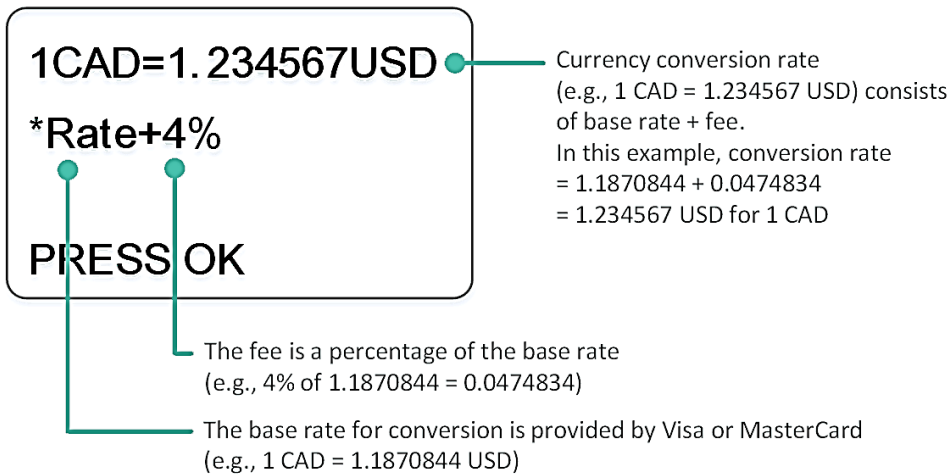 1CAD=1.234567USD
*Rate+4%
PRESS OK
Currency conversion rate
(e.g., 1 CAD = 1.234567 USD) consists
of base rate + fee.
In this example, conversion rate
= 1.1870844 + 0.0474834
= 1.234567 USD for 1 CAD
The fee is a percentage of the base rate
(e.g., 4% of 1.1870844 = 0.0474834)
The base rate for conversion is provided by Visa or MasterCard
(e.g., 1 CAD = 1.1870844 USD)